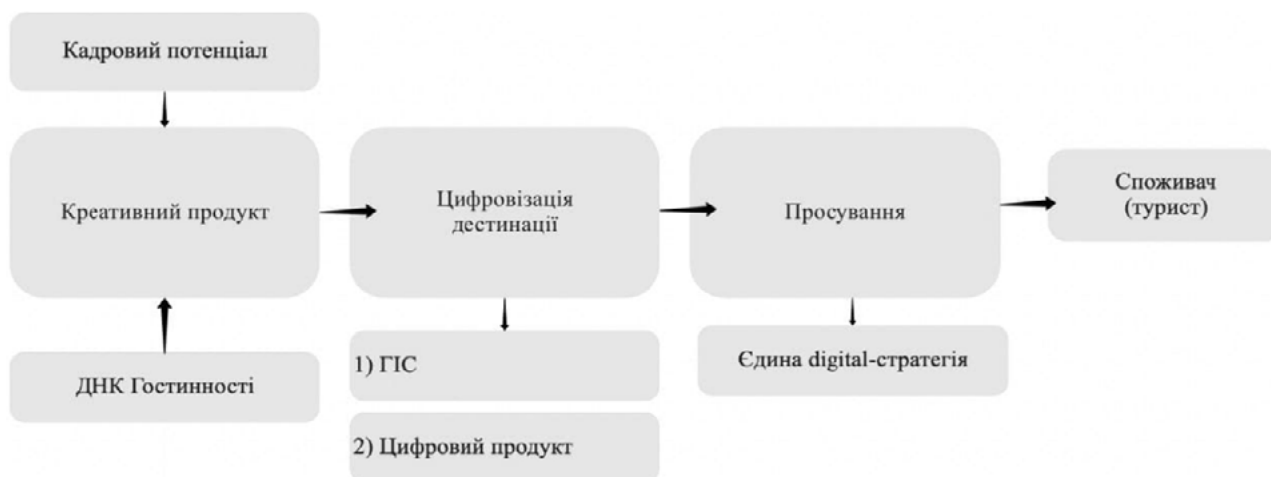 Кадровий потенціал
Креативний продукт
Цифровізація
дестинації
Просування
Споживач
(турист)
ДНК Гостинності
1) ГІС
2) Цифровий продукт
Єдина digital-стратегія